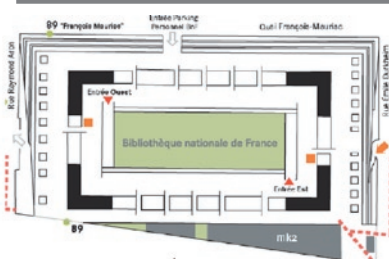 89 "François Mauriac"
Entrée Parking
Personnel BnF
Quai François-Mauriac
Rue Raymond Aron
Rue Émile Durkheim
Entrée Ouest
Bibliothèque nationale de France
Entrée Est
89
mk2